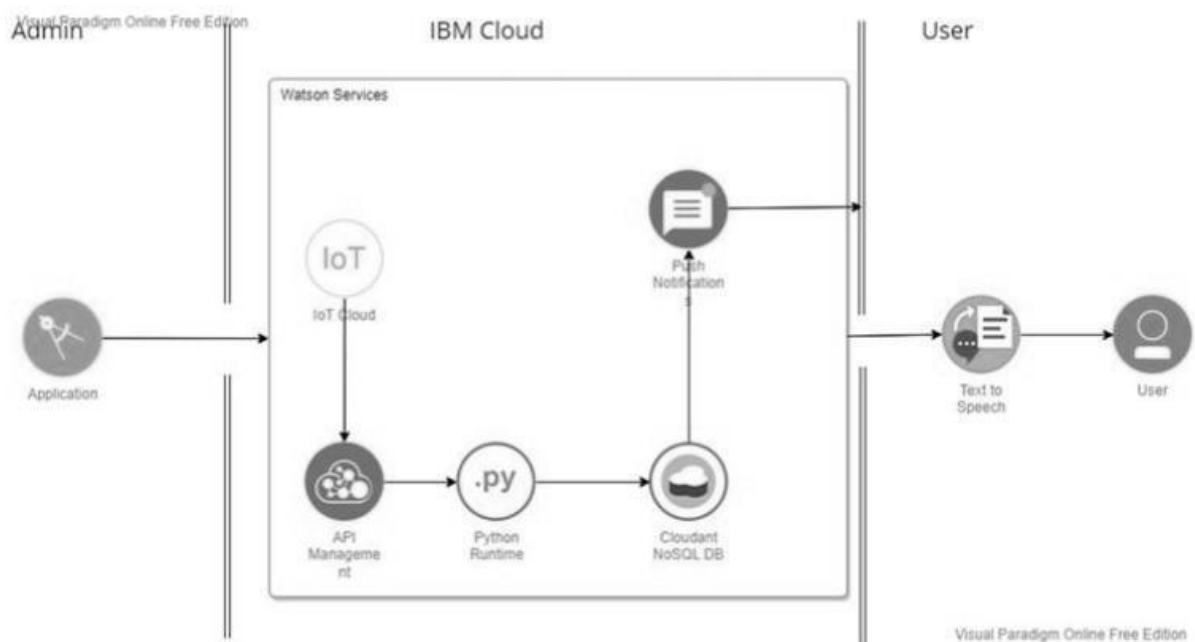 Visual Paradigm Online Free Edition
Admin
IBM Cloud
User
Watson Services
IoT
IoT Cloud
Push
Notification
s
Application
Text to
Speech
User
.py
API
Manageme
nt
Python
Runtime
Cloudant
NoSQL DB
Visual Paradigm Online Free Edition